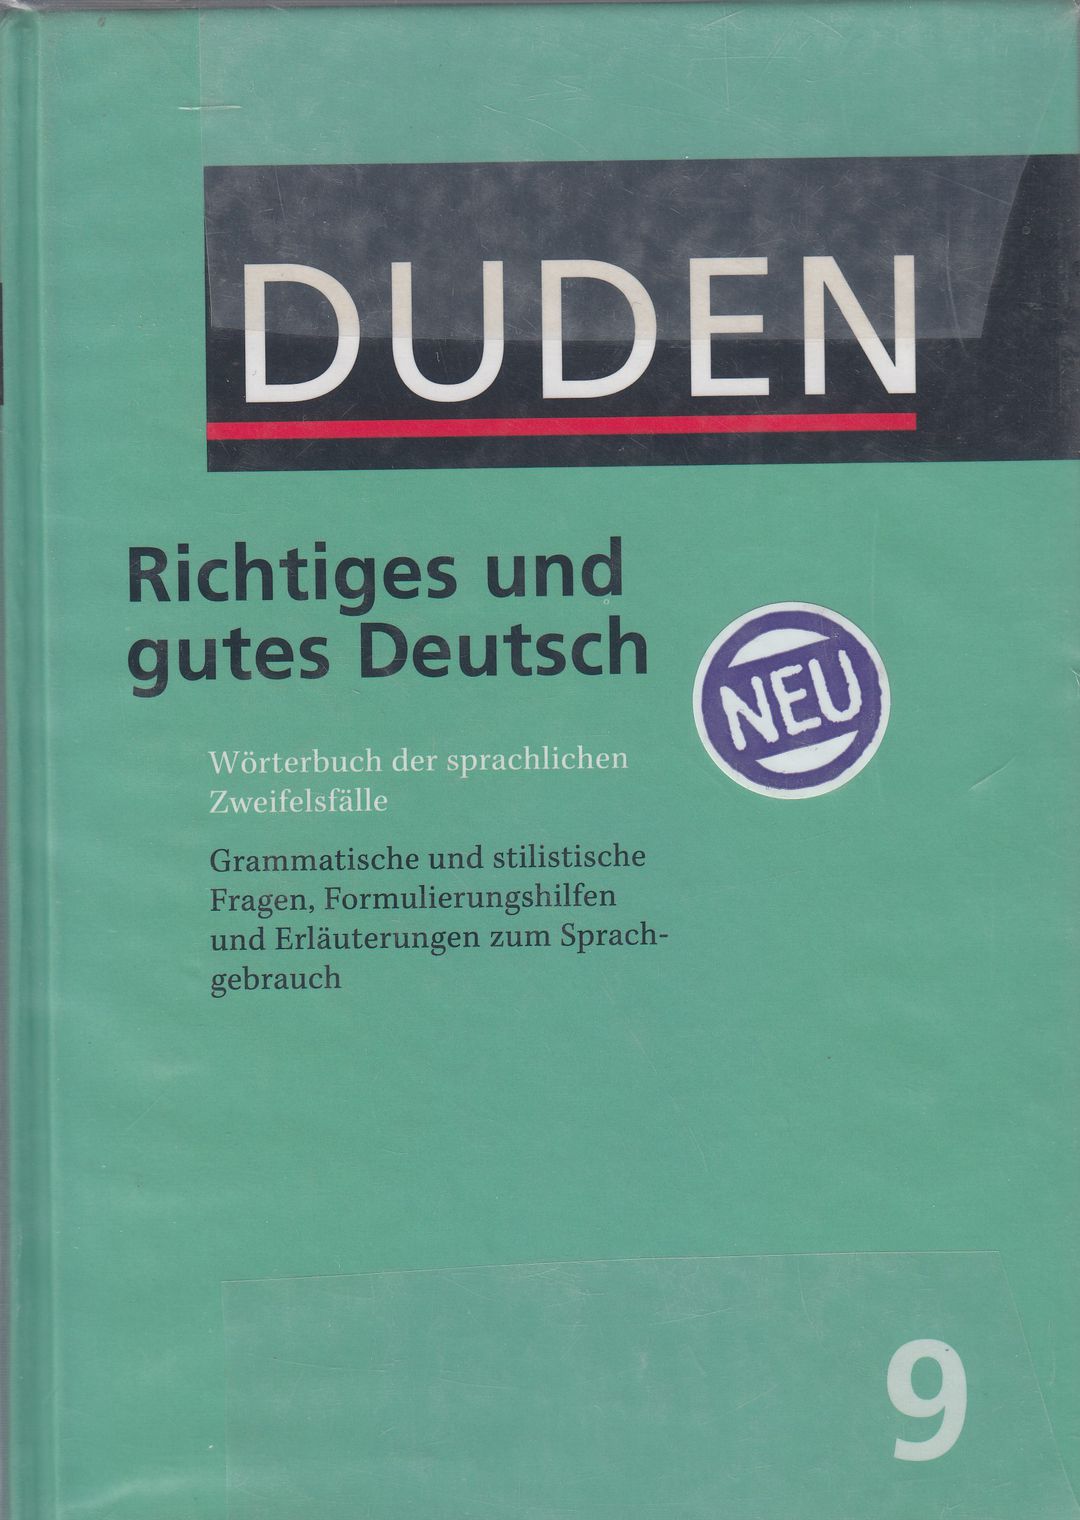 DUDEN
Richtiges und
gutes Deutsch
NEU
Wörterbuch der sprachlichen
Zweifelsfälle
Grammatische und stilistische
Fragen, Formulierungshilfen
und Erläuterungen zum Sprach-
gebrauch
9